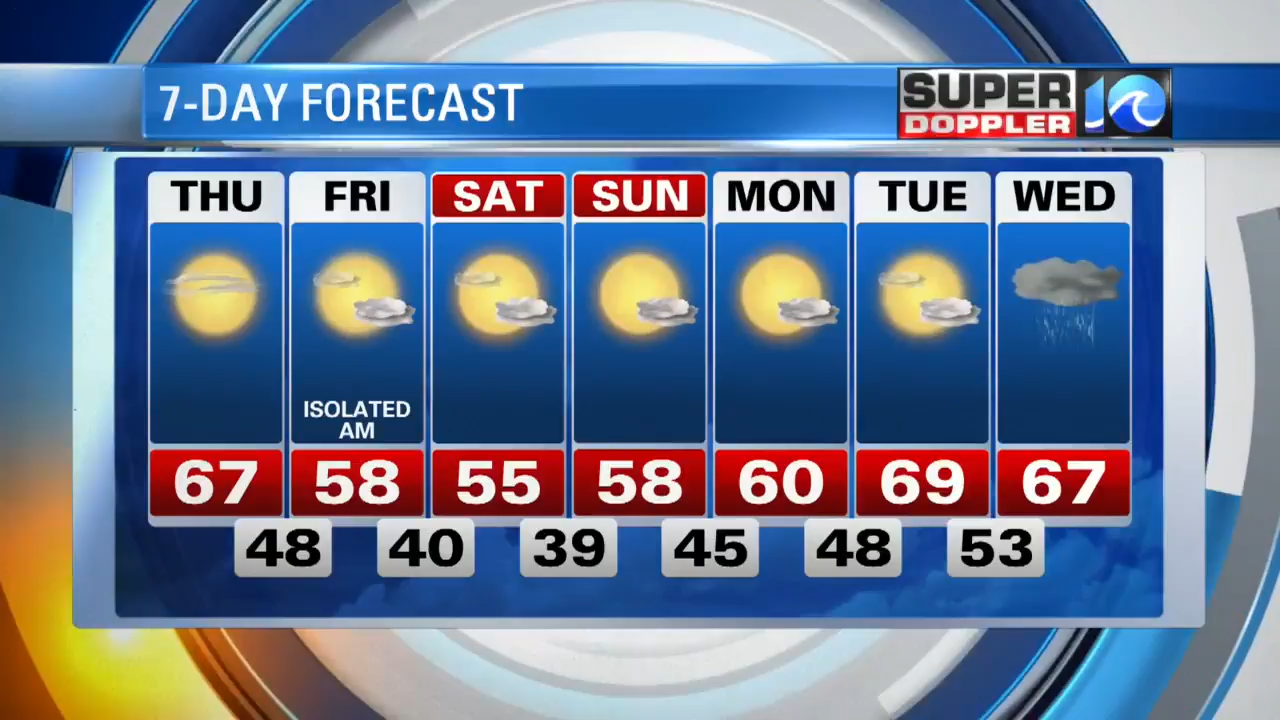 7-DAY FORECAST
SUPER
DOPPLER
10
THU FRI SAT SUN MON TUE WED
ISOLATED
AM
67 58 55 58 60 69 67
48 40 39 45 48 53